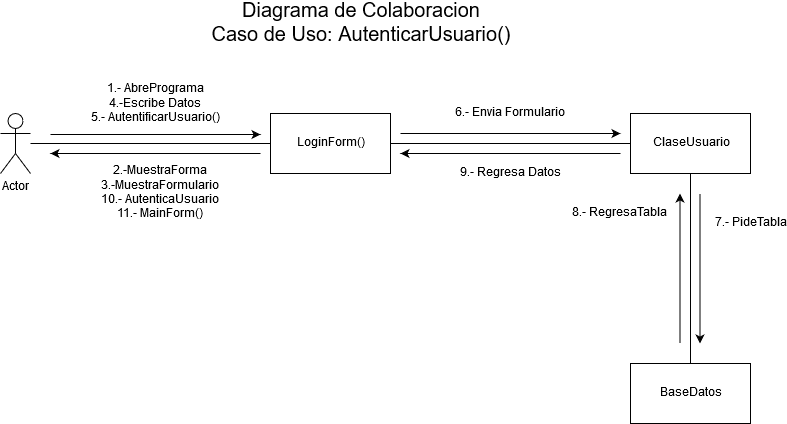 Diagrama de Colaboracion
Caso de Uso: AutenticarUsuario()
1.- AbrePrograma
4.-Escribe Datos
5.- AutentificarUsuario()
6.- Envia Formulario
LoginForm()
ClaseUsuario
Actor
2.-MuestraForma
3.-MuestraFormulario
10.- AutenticaUsuario
11.- MainForm()
9.- Regresa Datos
8.- RegresaTabla
7.- PideTabla
BaseDatos